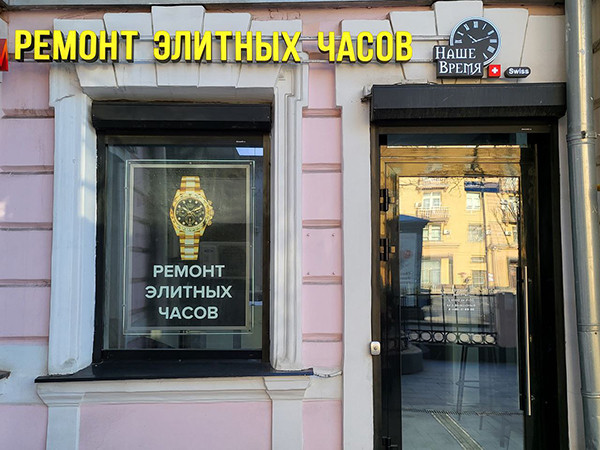 РЕМОНТ ЭЛИТНЫХ ЧАСОВ
НАШЕ
ВРЕМЯ
Swiss
РЕМОНТ
ЭЛИТНЫХ
ЧАСОВ